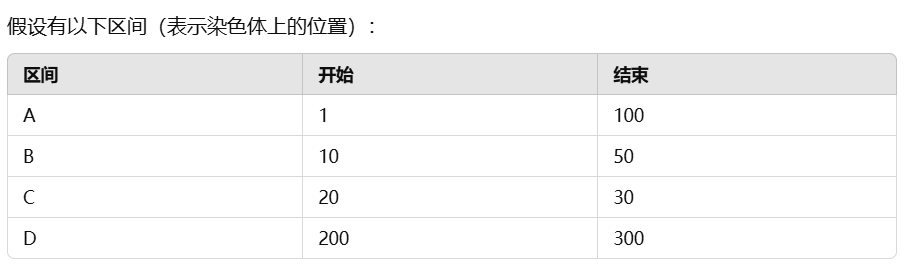 假设有以下区间（表示染色体上的位置）：
区间 开始 结束
A 1 100
B 10 50
C 20 30
D 200 300